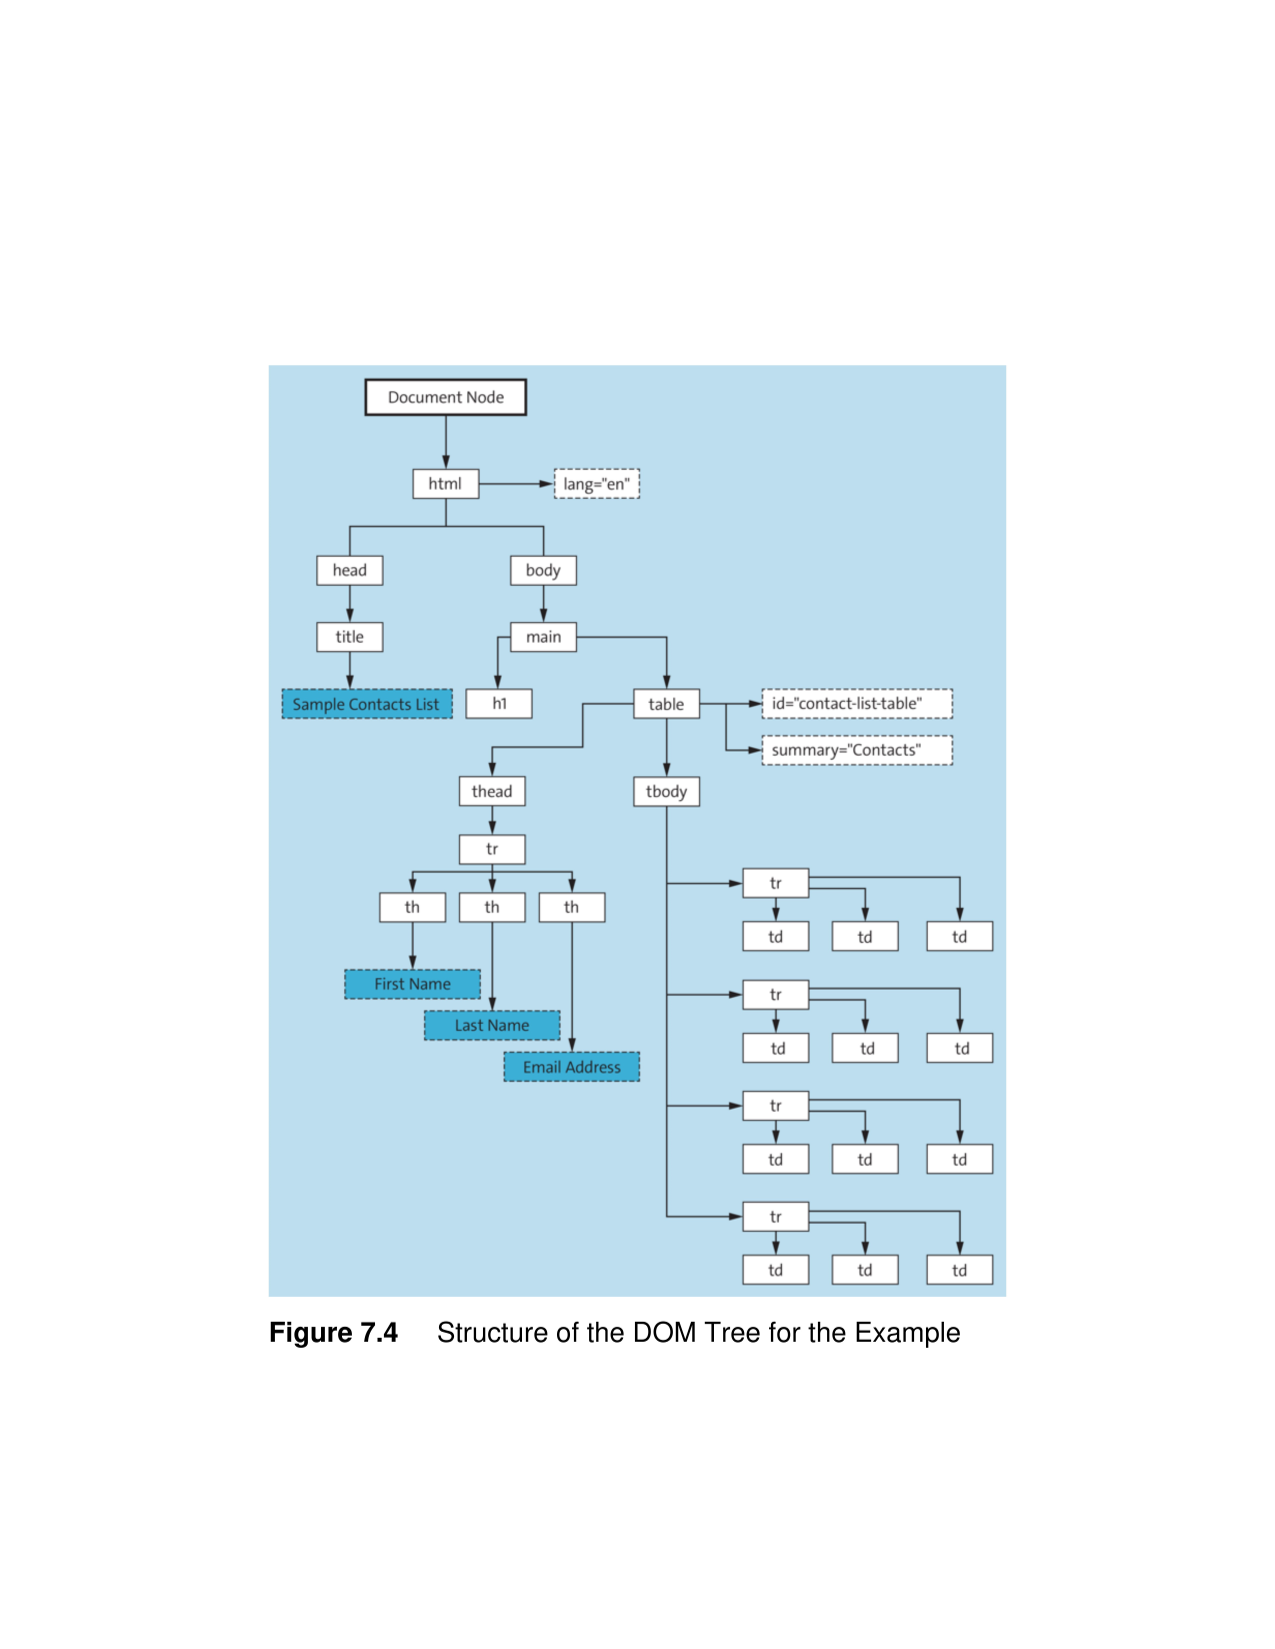 Document Node
html
lang="en"
head
body
title
main
Sample Contacts List
h1
table
id="contact-list-table"
summary="Contacts"
thead
tbody
tr
th
th
th
First Name
Last Name
Email Address
tr
td
td
td
tr
td
td
td
tr
td
td
td
tr
td
td
td
Figure 7.4 Structure of the DOM Tree for the Example